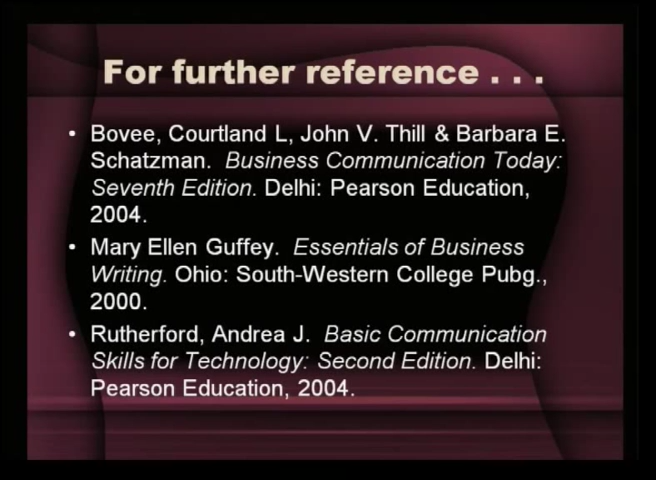 For further reference . . .
• Bovee, Courtland L, John V. Thill & Barbara E.
Schatzman. Business Communication Today:
Seventh Edition. Delhi: Pearson Education,
2004.
• Mary Ellen Guffey. Essentials of Business
Writing. Ohio: South-Western College Pubg.,
2000.
• Rutherford, Andrea J. Basic Communication
Skills for Technology: Second Edition. Delhi:
Pearson Education, 2004.